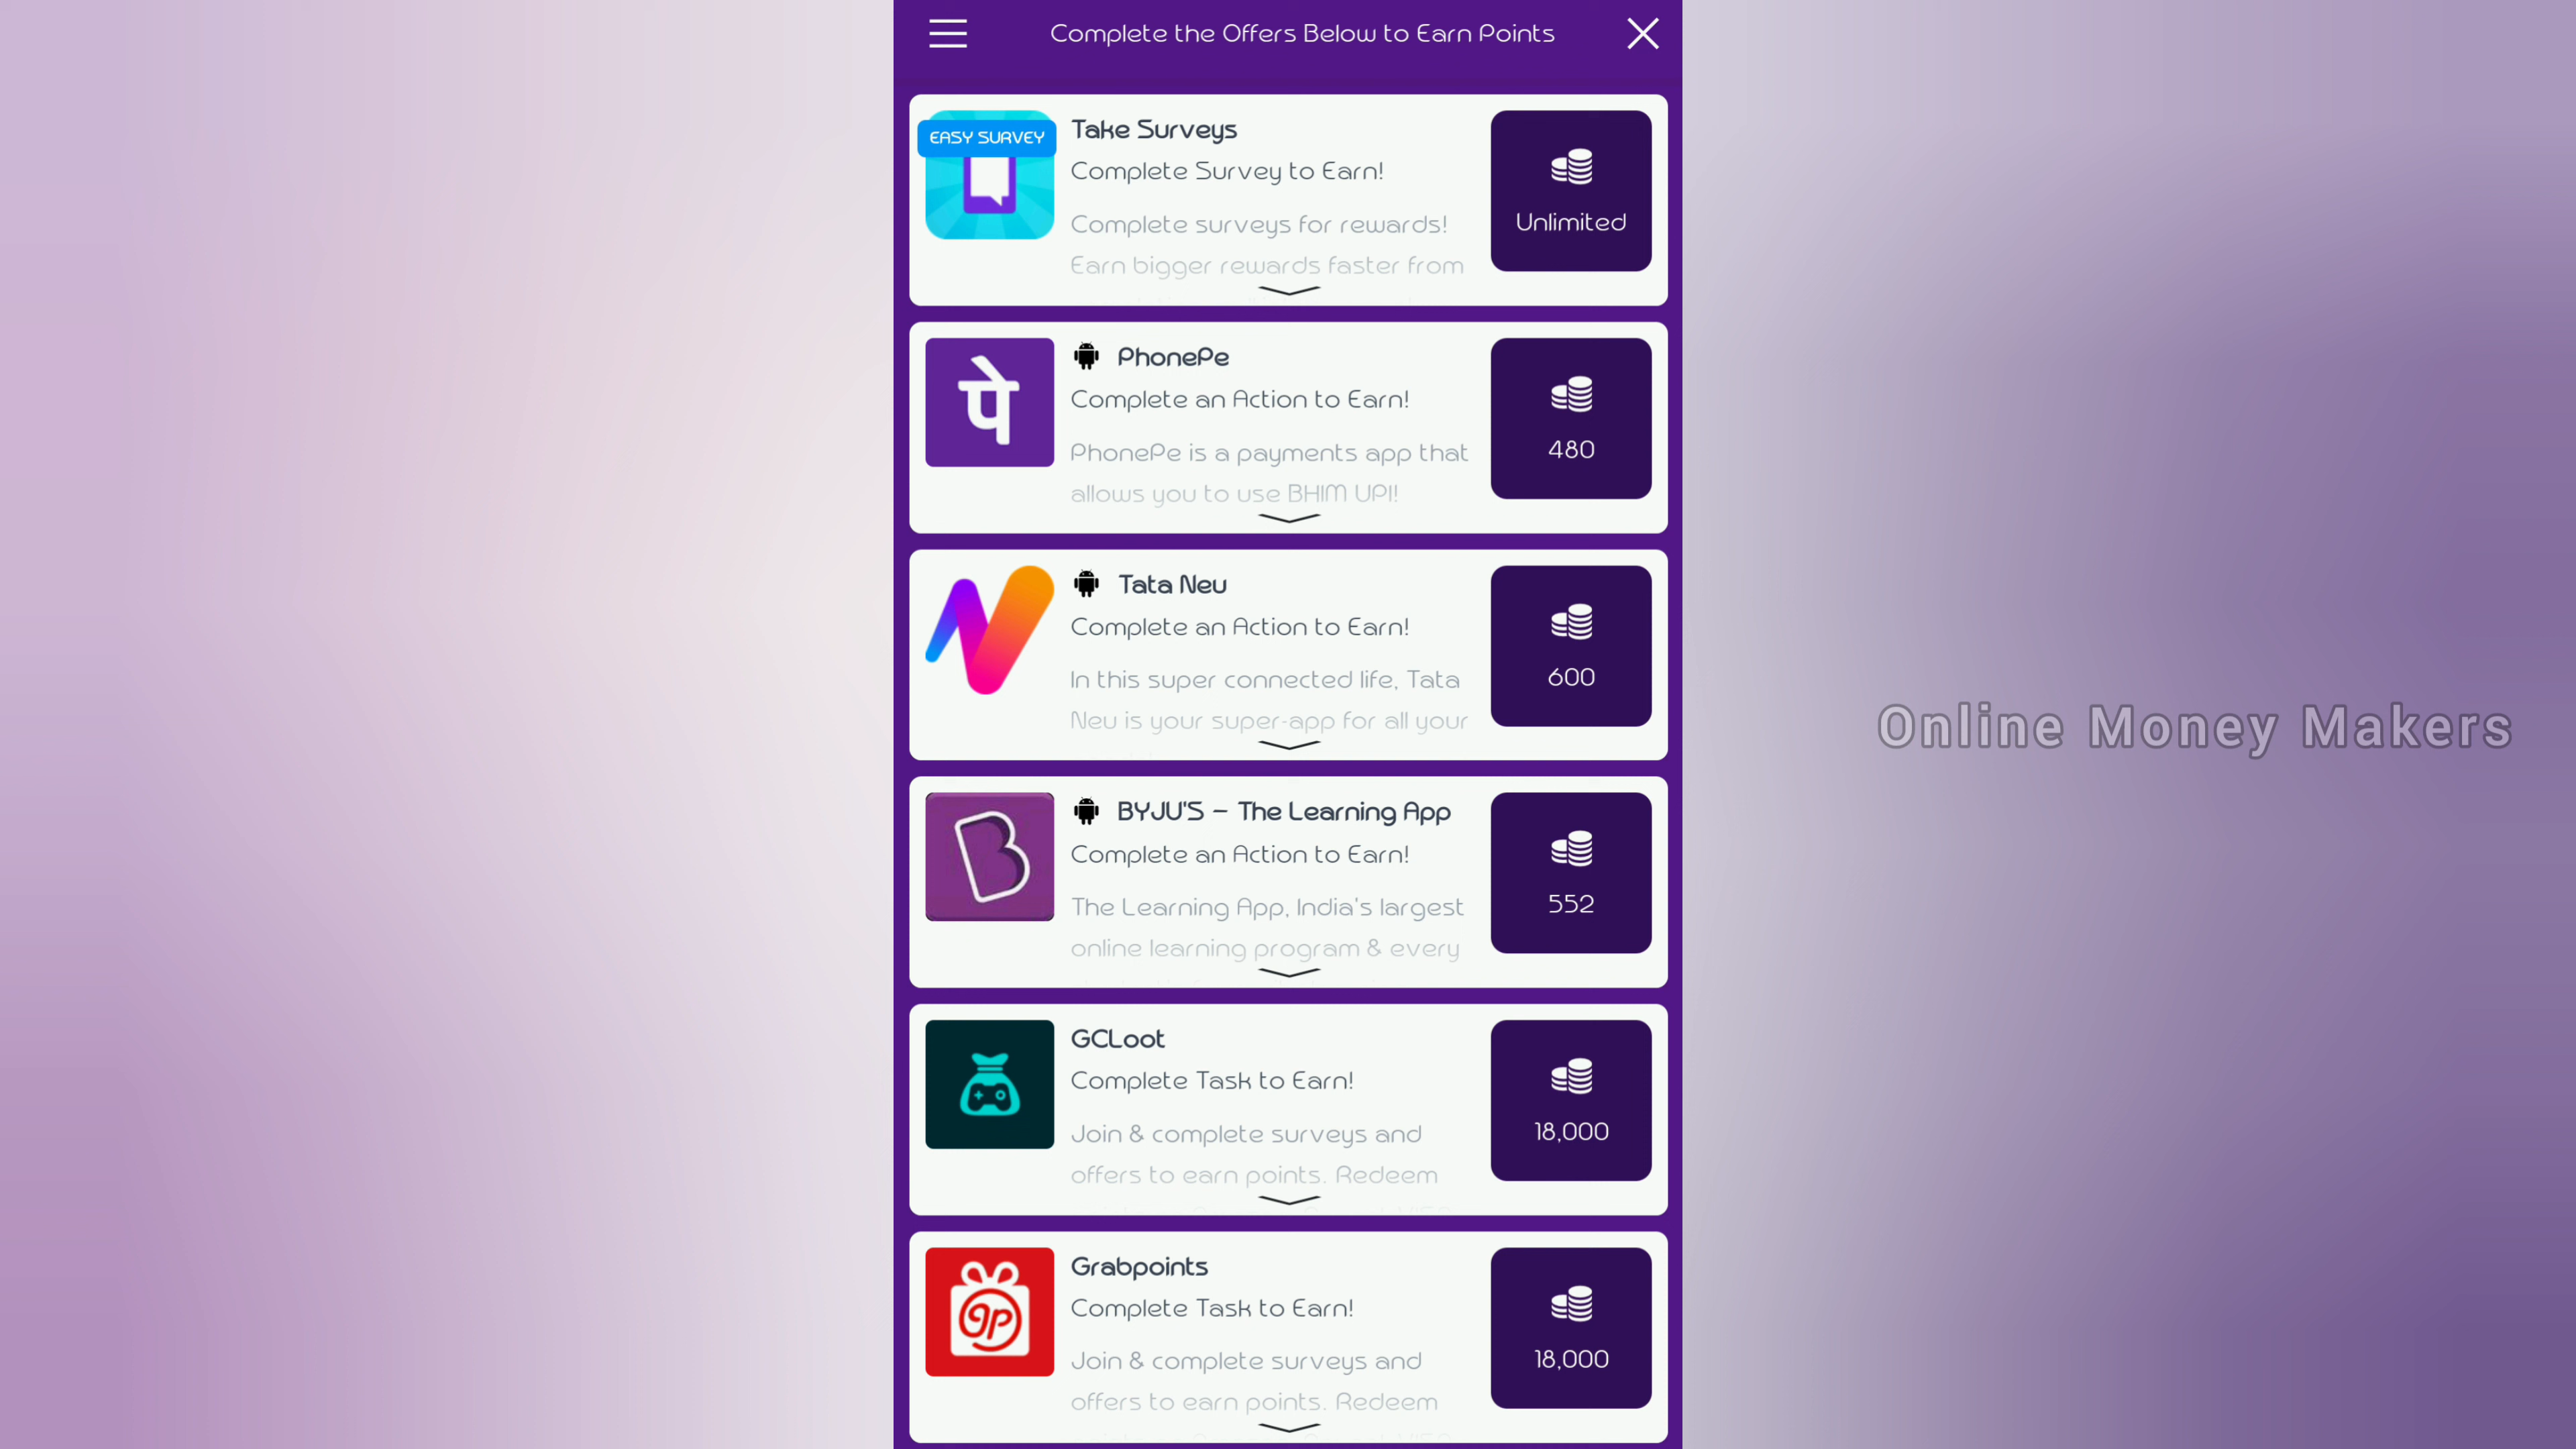 Complete the Offers Below to Earn Points
EASY SURVEY
Take Surveys
Complete Survey to Earn!
Complete surveys for rewards!
Earn bigger rewards faster from
Unlimited
पे
PhonePe
Complete an Action to Earn!
PhonePe is a payments app that
allows you to use BHIM UPI!
480
Tata Neu
Complete an Action to Earn!
In this super connected life, Tata
Neu is your super-app for all your
600
B
BYJU'S – The Learning App
Complete an Action to Earn!
The Learning App, India's largest
online learning program & every
552
GCLoot
Complete Task to Earn!
Join & complete surveys and
offers to earn points. Redeem
18,000
gp
Grabpoints
Complete Task to Earn!
Join & complete surveys and
offers to earn points. Redeem
18,000
Online Money Makers